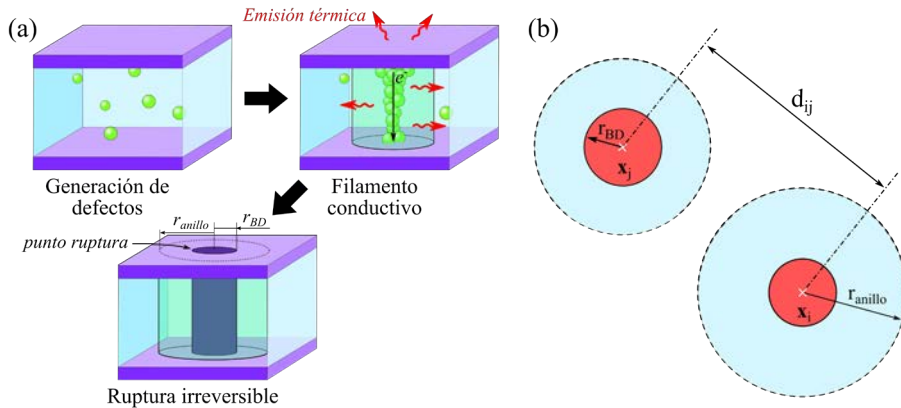 (a)
Emisión térmica
e-
Generación de
defectos
Filamento
conductivo
r_anillo
r_BD
punto ruptura
Ruptura irreversible
(b)
d_ij
r_BD
x_j
x_i
r_anillo